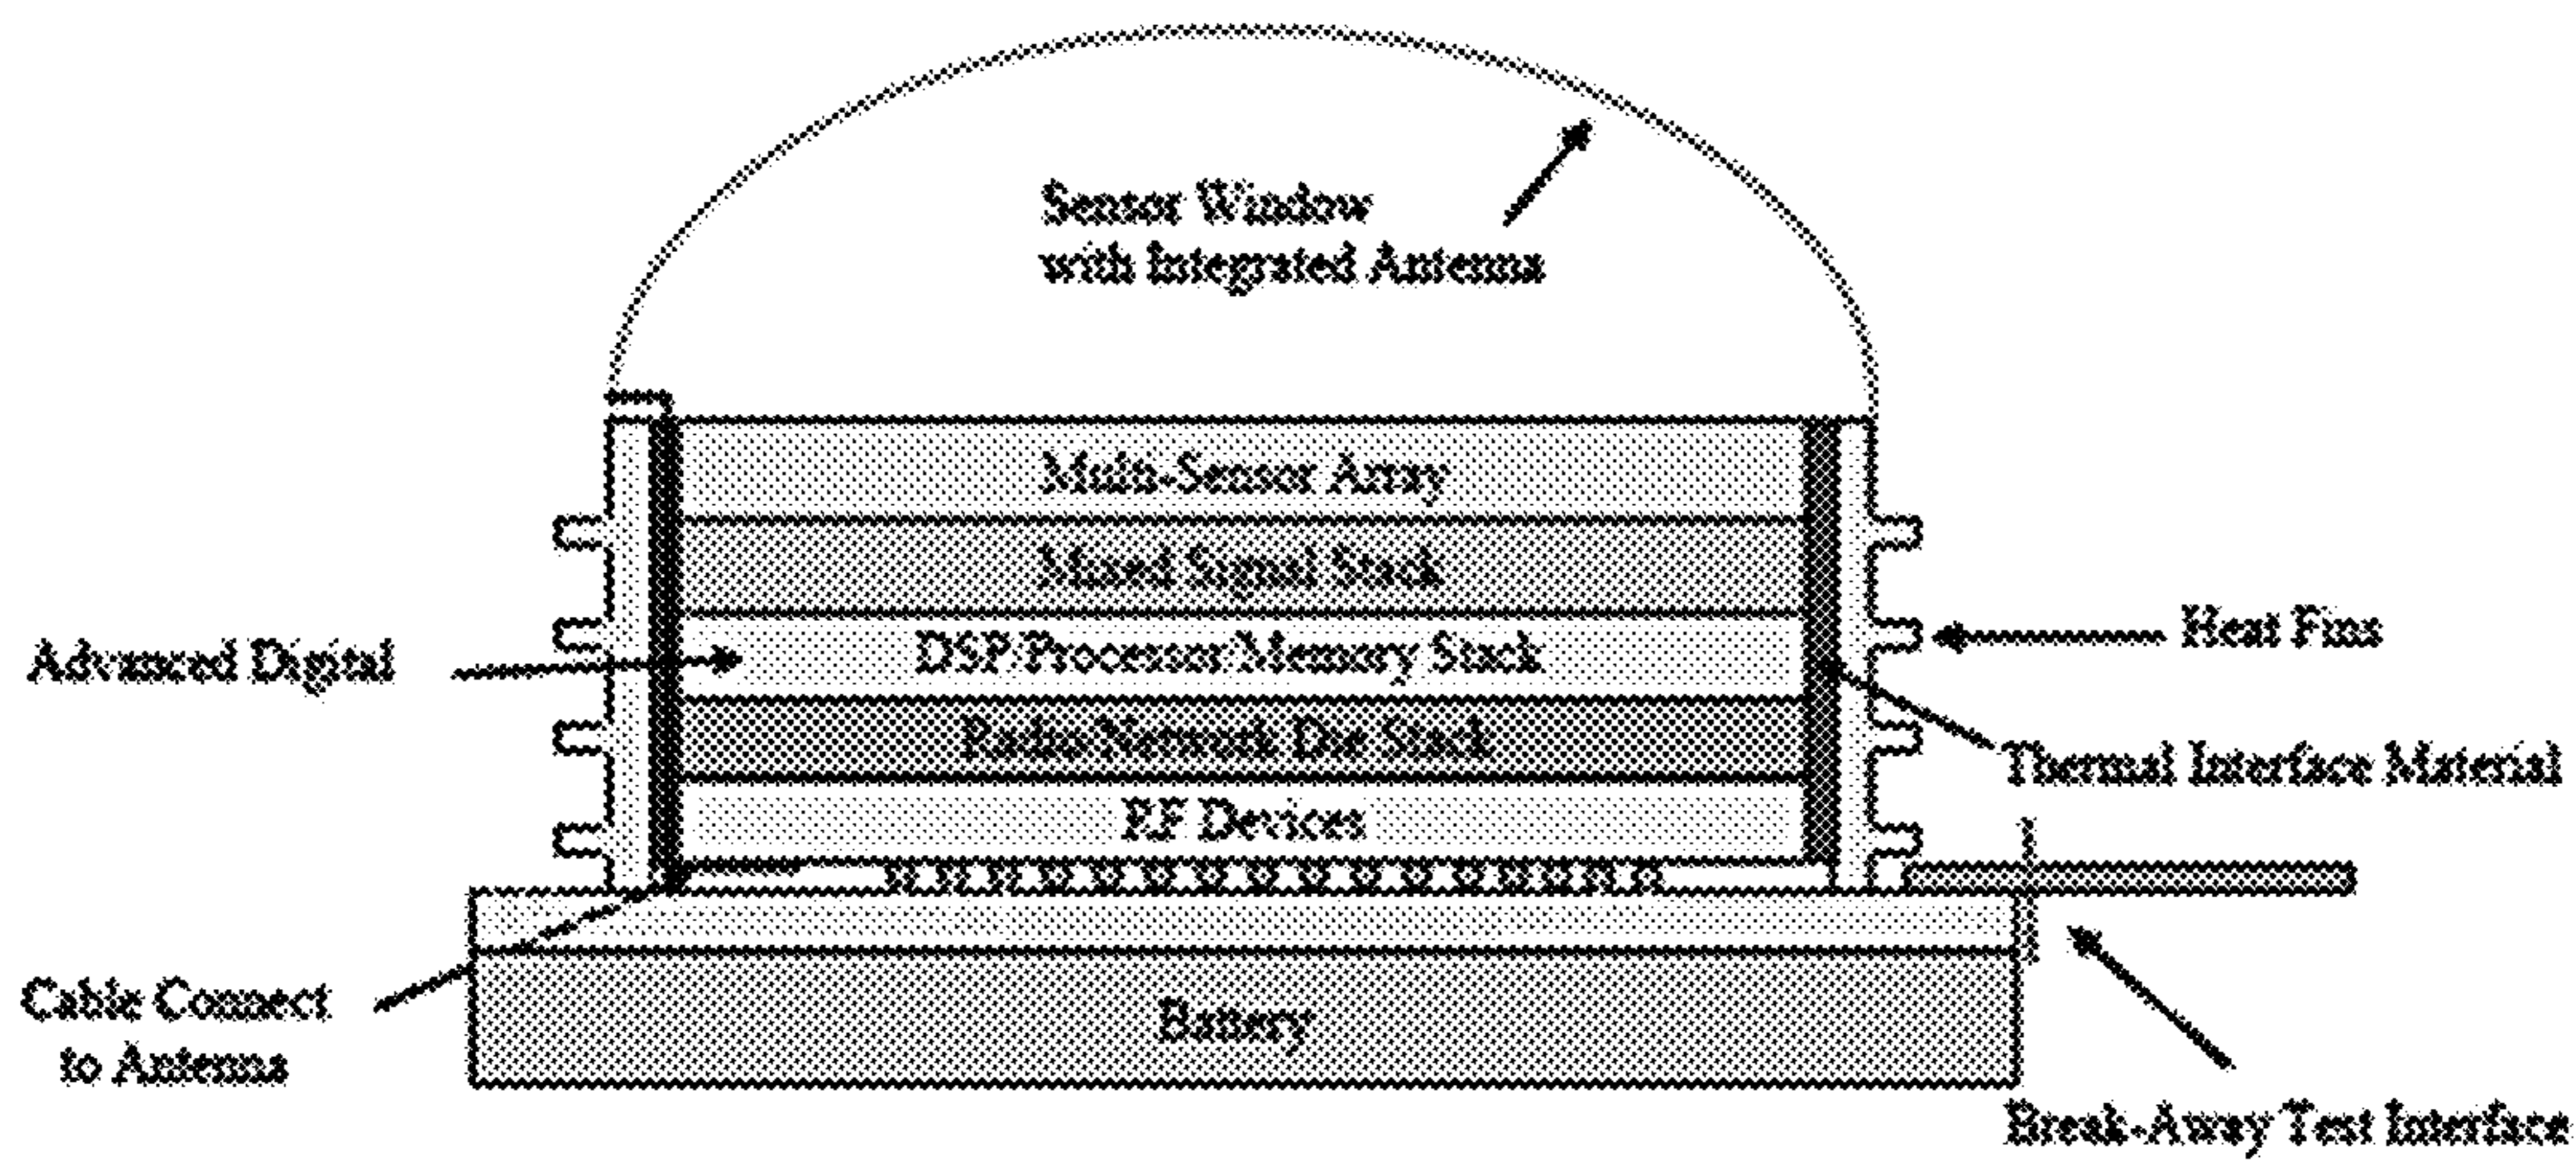 Sensor Window
with Integrated Antenna
Multi-Sensor Array
Mixed Signal Stack
Advanced Digital
DSP/Processor/Memory Stack
Heat Fins
Radio/Network Die Stack
Thermal Interface Material
RF Devices
Cable Connect
to Antenna
Battery
Break-Away Test Interface